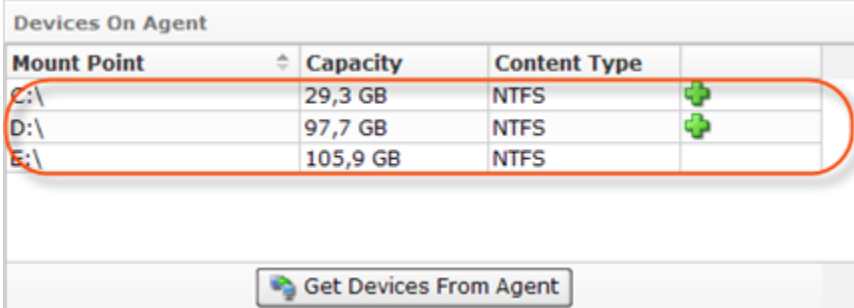 Devices On Agent
Mount Point Capacity Content Type
C:\ 29,3 GB NTFS
D:\ 97,7 GB NTFS
E:\ 105,9 GB NTFS
Get Devices From Agent